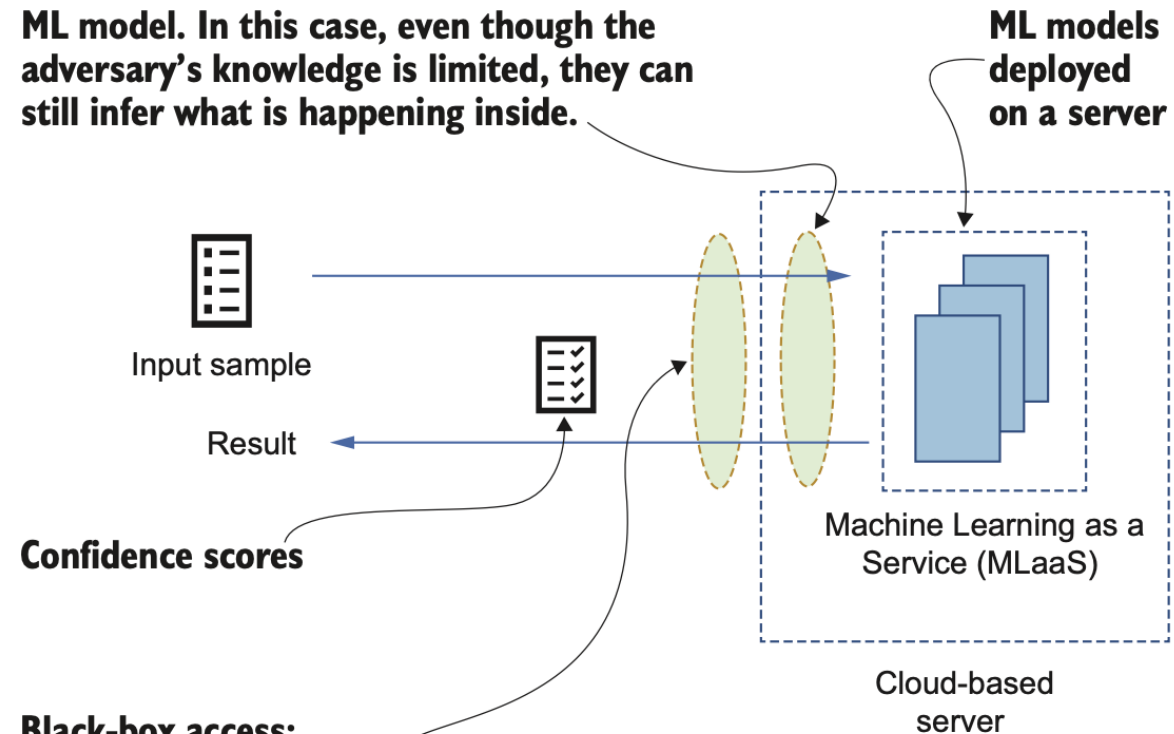 ML model. In this case, even though the
adversary’s knowledge is limited, they can
still infer what is happening inside.
ML models
deployed
on a server
Input sample
Result
Confidence scores
Machine Learning as a
Service (MLaaS)
Cloud-based
server
Black-box access: